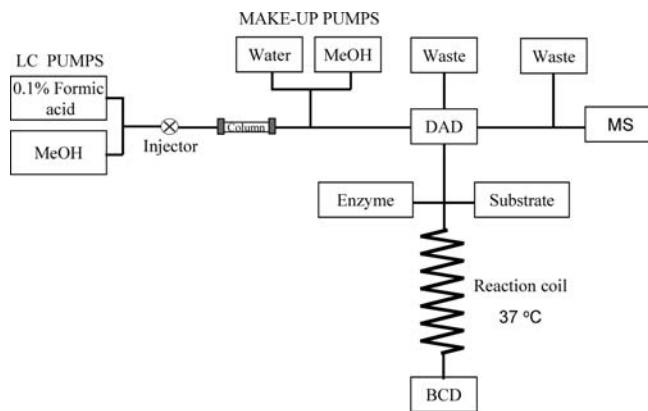 MAKE-UP PUMPS
LC PUMPS
Water
MeOH
Waste
Waste
0.1% Formic
acid
MeOH
Injector
Column
DAD
MS
Enzyme
Substrate
Reaction coil
37 ºC
BCD